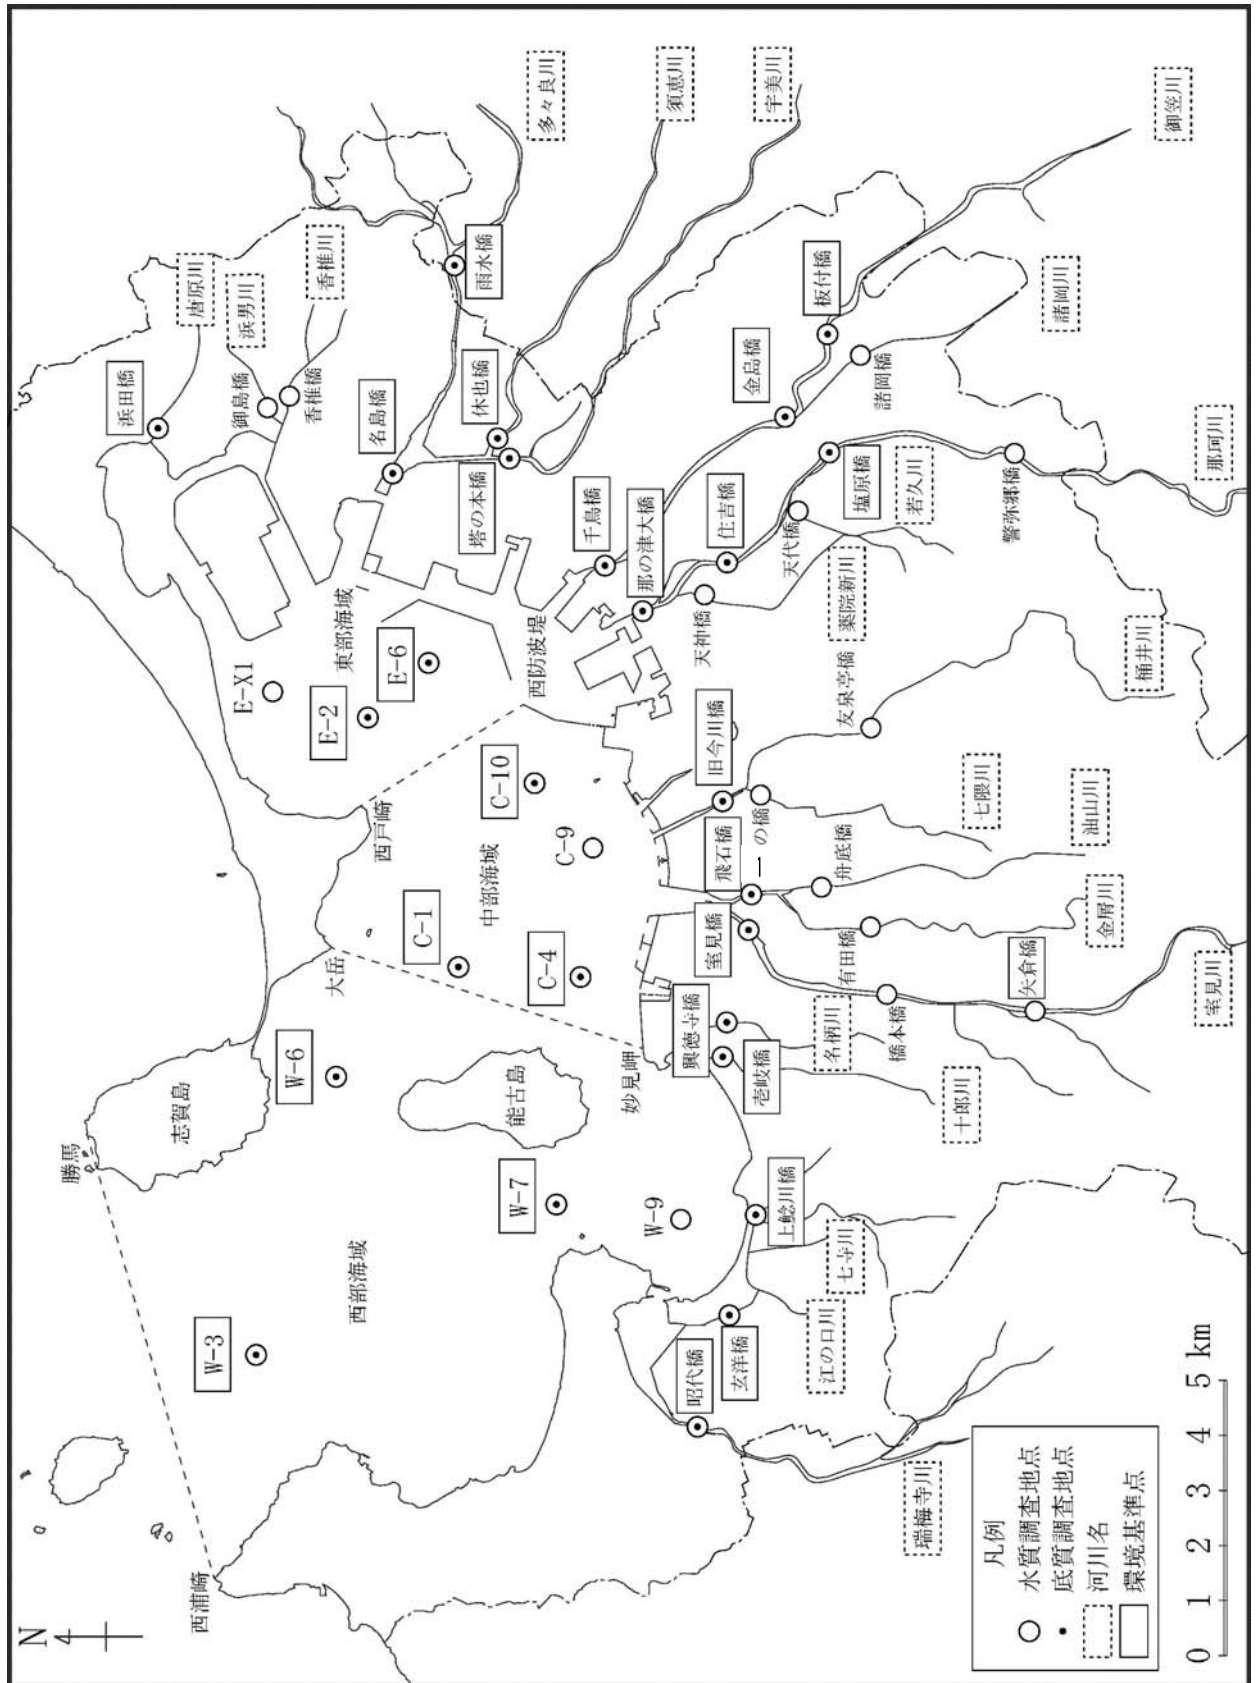 N
4
西浦崎
勝馬
志賀島
W-3
西部海域
W-6
大岳
西戸崎
能古島
W-7
W-9
妙見岬
C-1
中部海域
C-4
C-9
C-10
E-X1
E-2
E-6
東部海域
西防波堤
浜田橋
唐原川
浜男川
御島橋
香椎川
香椎橋
名島橋
多々良川
雨水橋
休也橋
塔の本橋
須恵川
宇美川
千鳥橋
那の津大橋
金島橋
板付橋
御笠川
諸岡橋
諸岡川
住吉橋
天神橋
天代橋
塩原橋
若久川
薬院新川
警弥郷橋
那珂川
旧今川橋
友泉亭橋
樋井川
飛石橋
一の橋
七隈川
舟底橋
油山川
室見橋
有田橋
金屑川
橋本橋
矢倉橋
室見川
興徳寺橋
名柄川
壱岐橋
十郎川
上鯰川橋
七寺川
江の口川
玄洋橋
昭代橋
瑞梅寺川
凡例
水質調査地点
底質調査地点
河川名
環境基準点
0 1 2 3 4 5 km